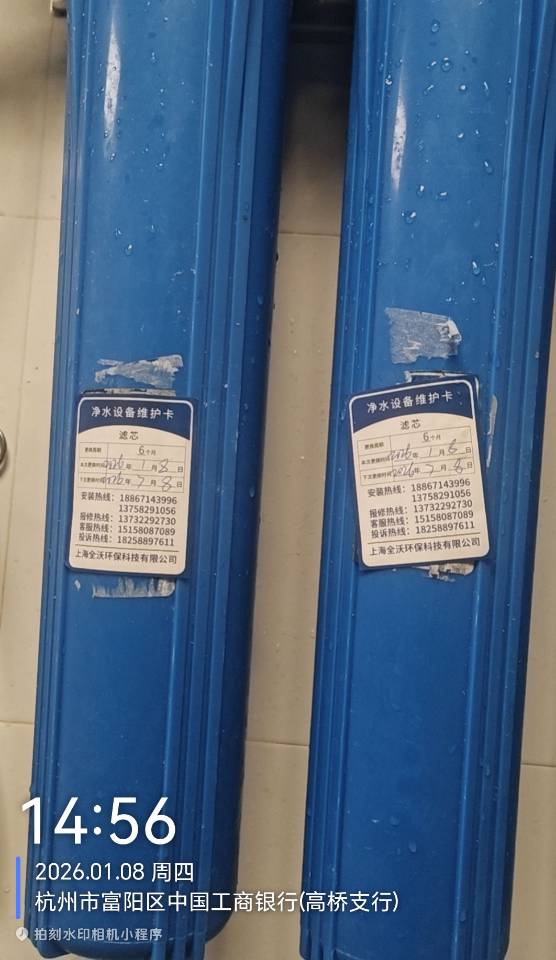 净水设备维护卡
滤芯
更换周期 6个月
本次更换时间 2026年 1月 8日
下次更换时间 2026年 7月 8日
安装热线：18867143996
13758291056
报修热线：13732292730
客服热线：15158087089
投诉热线：18258897611
上海全沃环保科技有限公司
净水设备维护卡
滤芯
更换周期 6个月
本次更换时间 2026年 1月 8日
下次更换时间 2026年 7月 8日
安装热线：18867143996
13758291056
报修热线：13732292730
客服热线：15158087089
投诉热线：18258897611
上海全沃环保科技有限公司
14:56
2026.01.08 周四
杭州市富阳区中国工商银行(高桥支行)
拍刻水印相机小程序